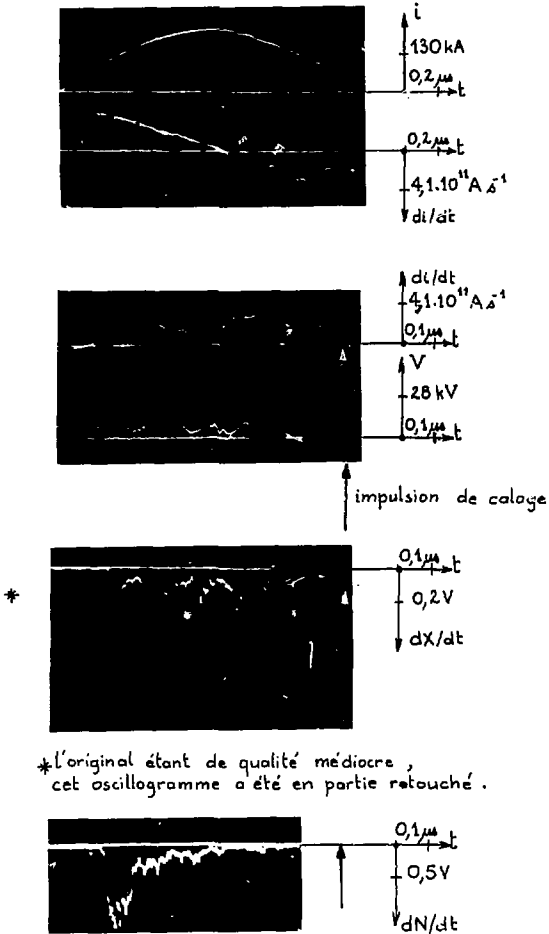 i
130 kA
0,2 µs
t
0,2 µs
t
4,1.10¹¹ A s⁻¹
di/dt
di/dt
4,1.10¹¹ A s⁻¹
0,1 µs
t
V
28 kV
0,1 µs
t
impulsion de calage
0,1 µs
t
*
0,2 V
dX/dt
* l'original étant de qualité médiocre ,
cet oscillogramme a été en partie retouché .
0,1 µs
t
0,5 V
dN/dt